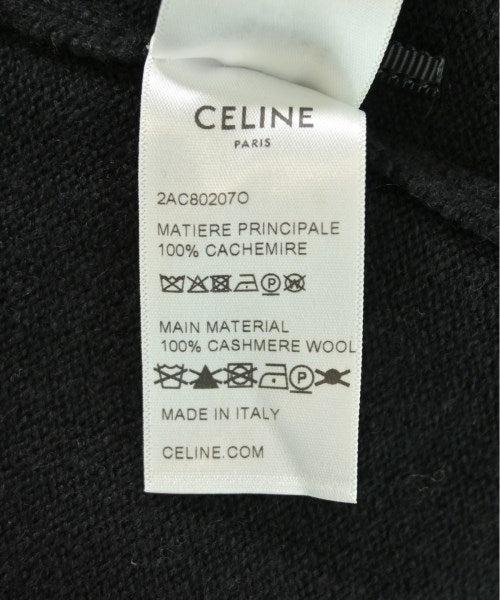 CELINE
PARIS
2AC80207O
MATIERE PRINCIPALE
100% CACHEMIRE
MAIN MATERIAL
100% CASHMERE WOOL
MADE IN ITALY
CELINE.COM